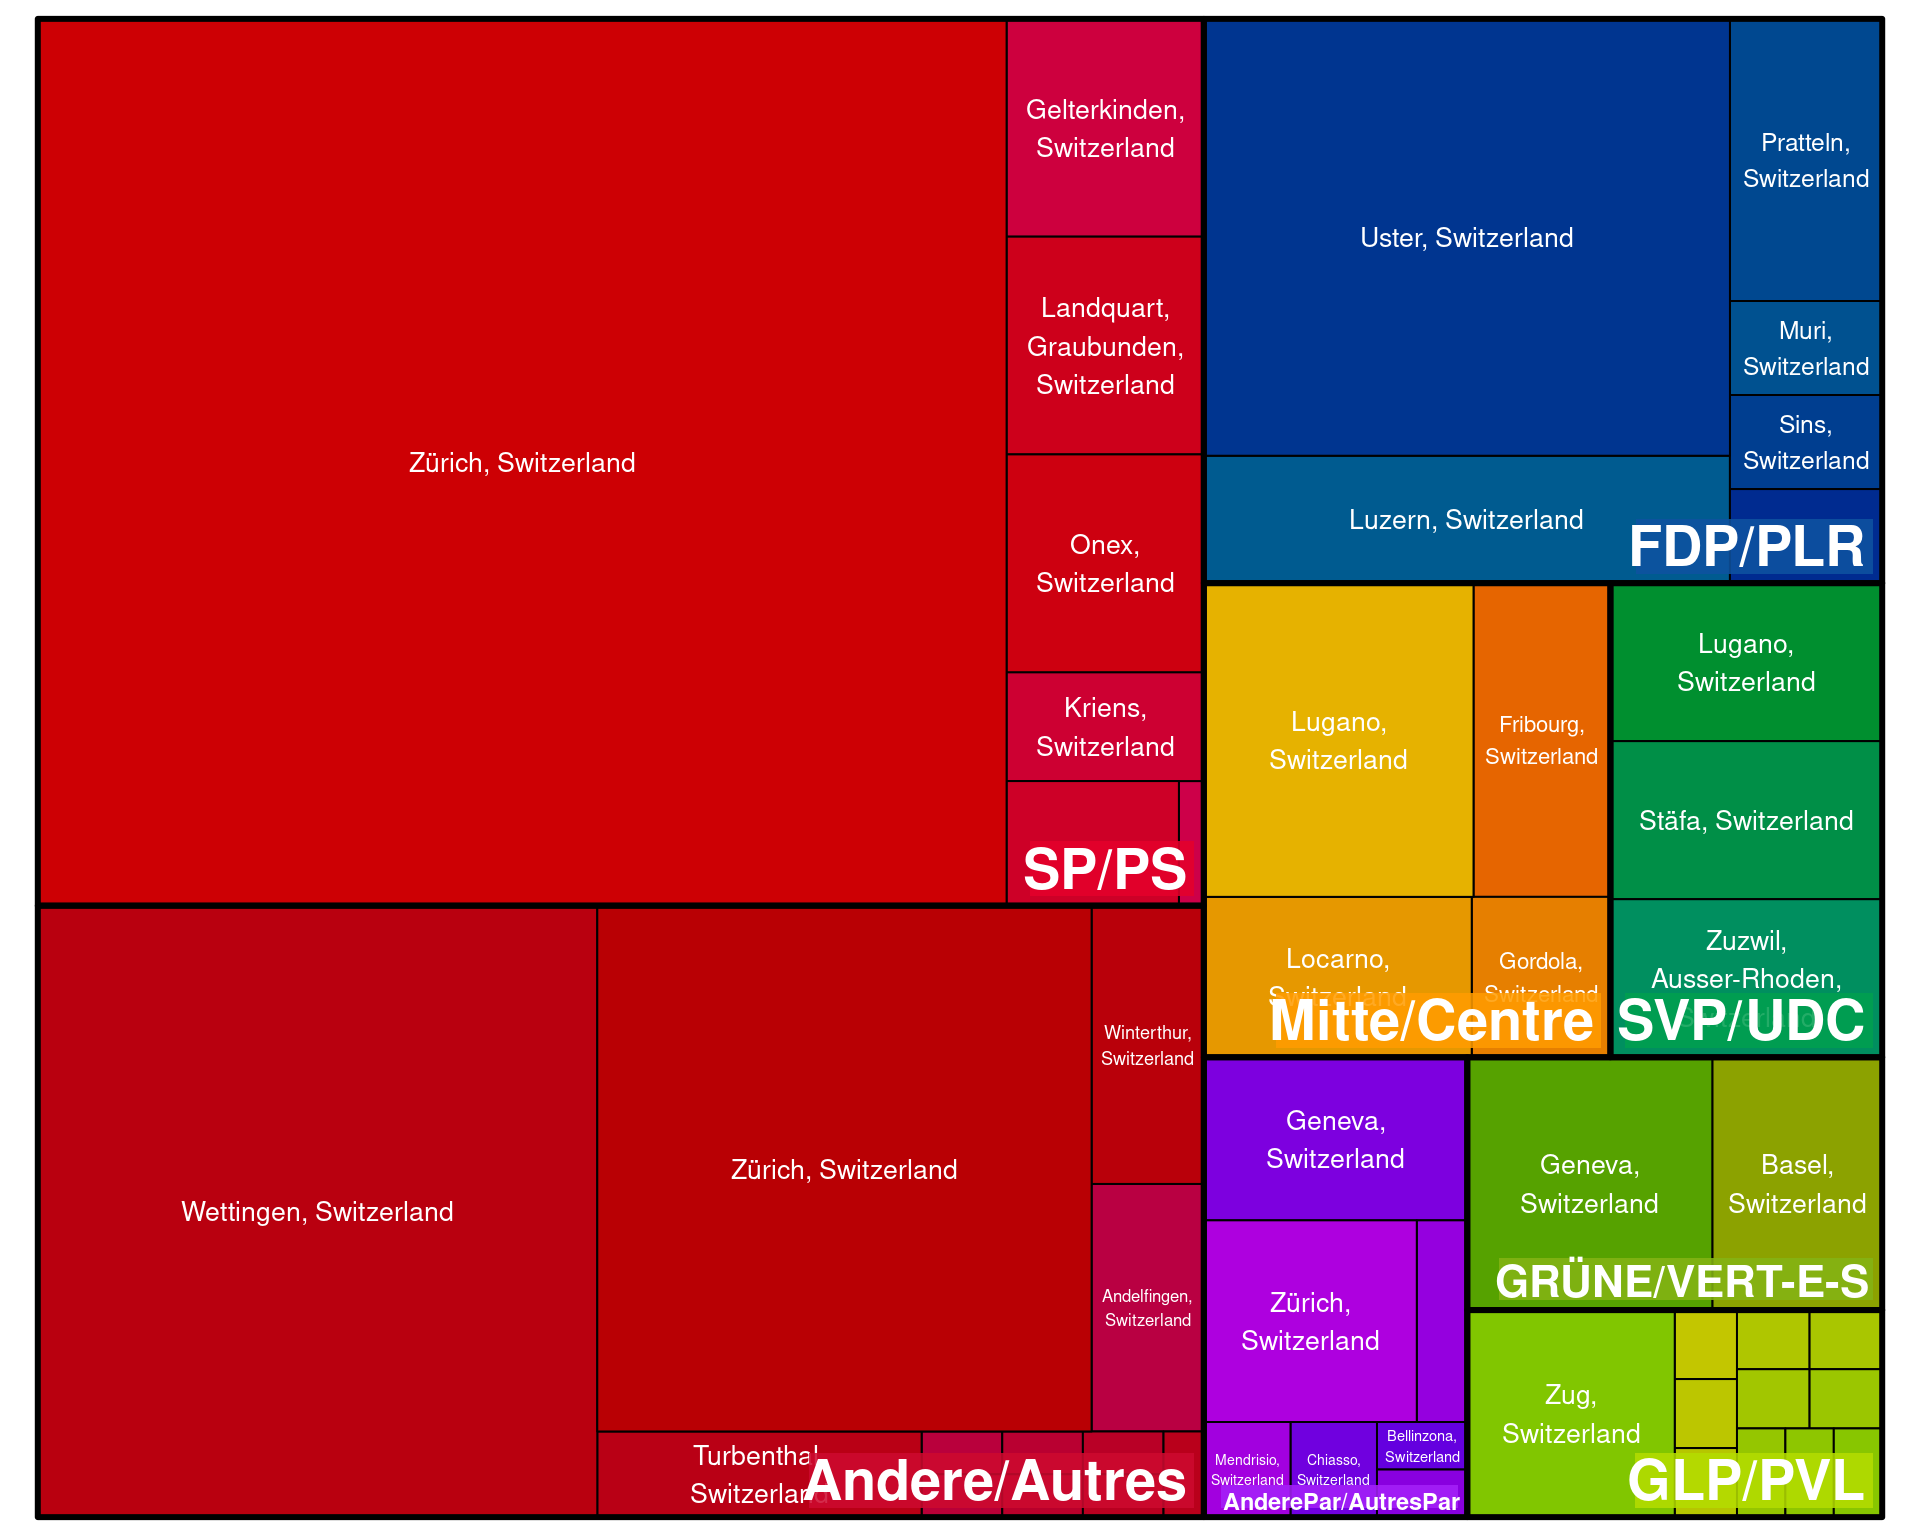 Zürich, Switzerland
Gelterkinden,
Switzerland
Landquart,
Graubunden,
Switzerland
Onex,
Switzerland
Kriens,
Switzerland
SP/PS
Uster, Switzerland
Pratteln,
Switzerland
Muri,
Switzerland
Sins,
Switzerland
Luzern, Switzerland
FDP/PLR
Lugano,
Switzerland
Fribourg,
Switzerland
Locarno,
Switzerland
Gordola,
Switzerland
Mitte/Centre
Lugano,
Switzerland
Stäfa, Switzerland
Zuzwil,
Ausser-Rhoden,
SVP/UDC
Wettingen, Switzerland
Zürich, Switzerland
Winterthur,
Switzerland
Andelfingen,
Switzerland
Turbenthal,
Switzerland
Andere/Autres
Geneva,
Switzerland
Zürich,
Switzerland
Mendrisio,
Switzerland
Chiasso,
Switzerland
Bellinzona,
Switzerland
AnderePar/AutresPar
Geneva,
Switzerland
Basel,
Switzerland
GRÜNE/VERT-E-S
Zug,
Switzerland
GLP/PVL